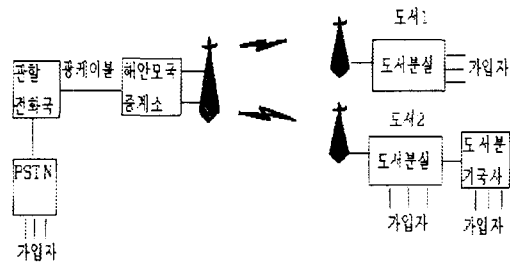 도서1
관할
전화국
광케이블
해안모국
중계소
도서분실
가입자
도서2
도서분실
도서분
기국사
PSTN
가입자
가입자
가입자